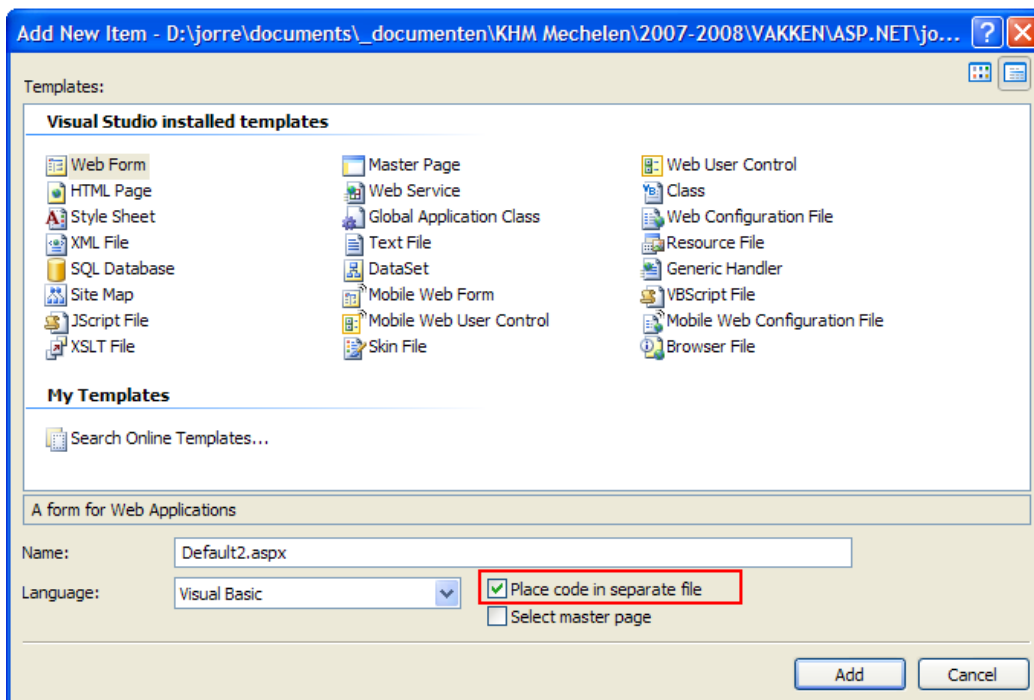 Add New Item - D:\jorre\documents\_documenten\KHM Mechelen\2007-2008\VAKKEN\ASP.NET\jo...
Templates:
Visual Studio installed templates
Web Form
Master Page
Web User Control
HTML Page
Web Service
Class
Style Sheet
Global Application Class
Web Configuration File
XML File
Text File
Resource File
SQL Database
DataSet
Generic Handler
Site Map
Mobile Web Form
VBScript File
JScript File
Mobile Web User Control
Mobile Web Configuration File
XSLT File
Skin File
Browser File
My Templates
Search Online Templates...
A form for Web Applications
Name:
Default2.aspx
Language:
Visual Basic
Place code in separate file
Select master page
Add
Cancel